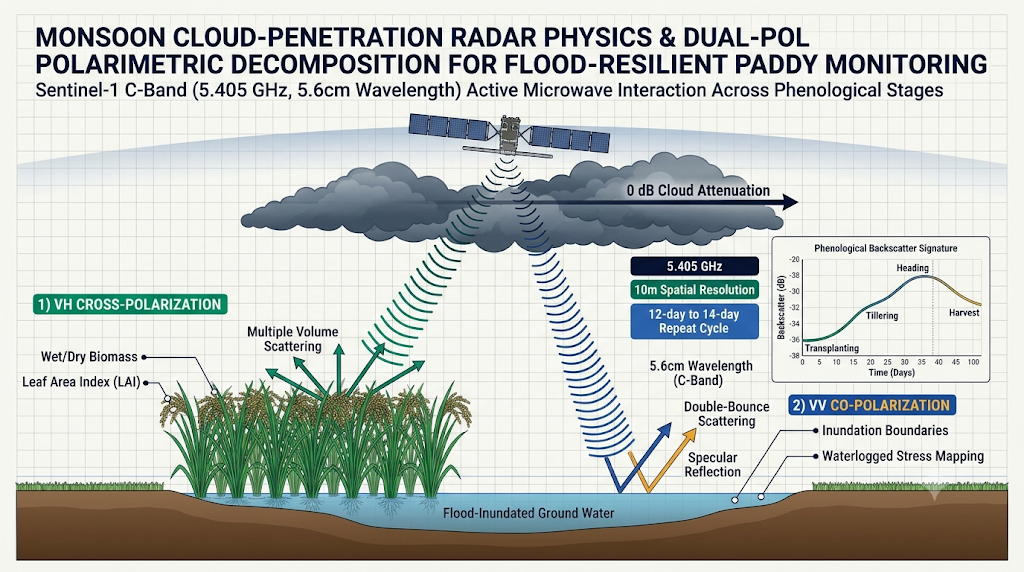 MONSOON CLOUD-PENETRATION RADAR PHYSICS & DUAL-POL
POLARIMETRIC DECOMPOSITION FOR FLOOD-RESILIENT PADDY MONITORING
Sentinel-1 C-Band (5.405 GHz, 5.6cm Wavelength) Active Microwave Interaction Across Phenological Stages
0 dB Cloud Attenuation
5.405 GHz
10m Spatial Resolution
12-day to 14-day
Repeat Cycle
Phenological Backscatter Signature
Backscatter (dB)
-20
-38
-30
-32
-36
-34
-38
Heading
Tillering
Harvest
Transplanting
0 5 10 15 20 25 30 35 40 45 100
Time (Days)
1) VH CROSS-POLARIZATION
Multiple Volume
Scattering
Wet/Dry Biomass
Leaf Area Index (LAI)
5.6cm Wavelength
(C-Band)
Double-Bounce
Scattering
Specular
Reflection
2) VV CO-POLARIZATION
Inundation Boundaries
Waterlogged Stress Mapping
Flood-Inundated Ground Water